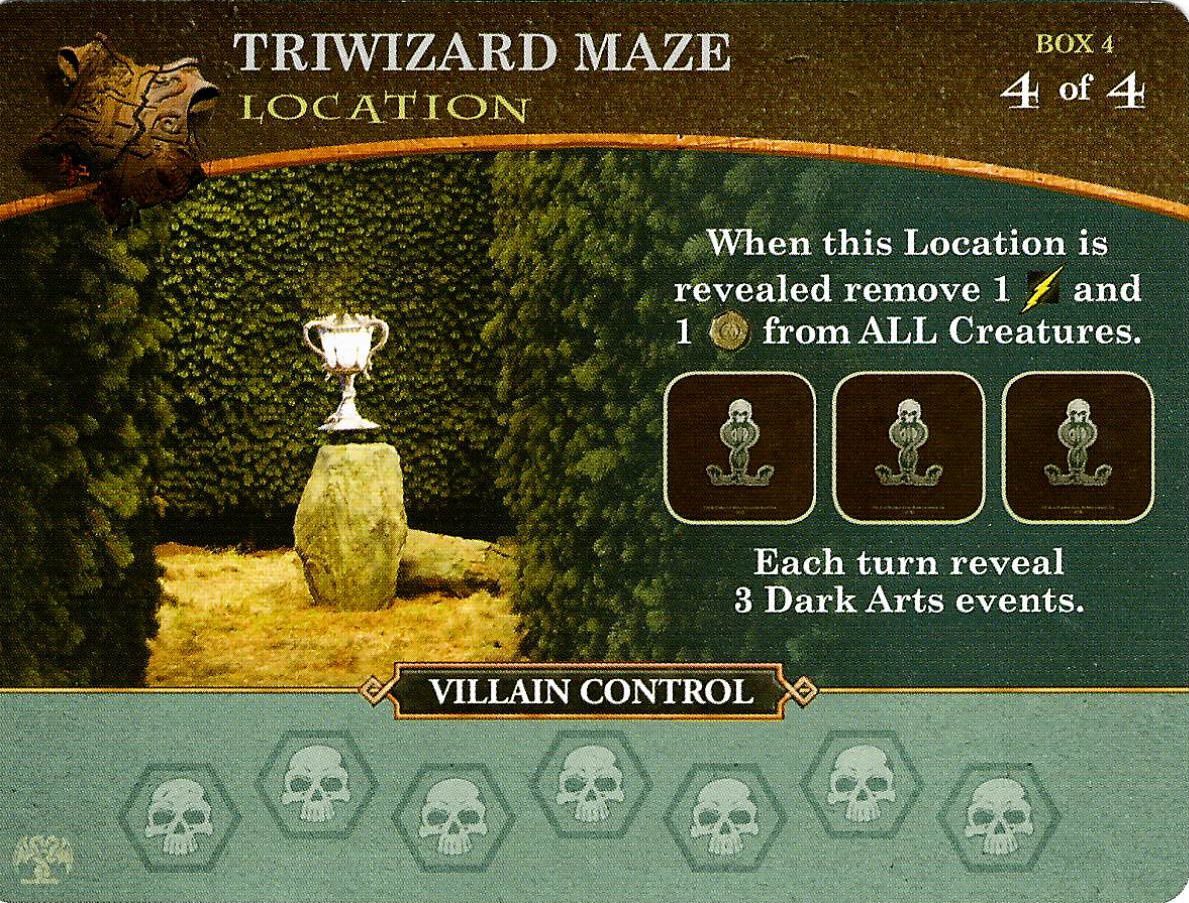 TRIWIZARD MAZE
LOCATION
BOX 4
4 of 4
When this Location is
revealed remove 1 and
1 from ALL Creatures.
Each turn reveal
3 Dark Arts events.
VILLAIN CONTROL